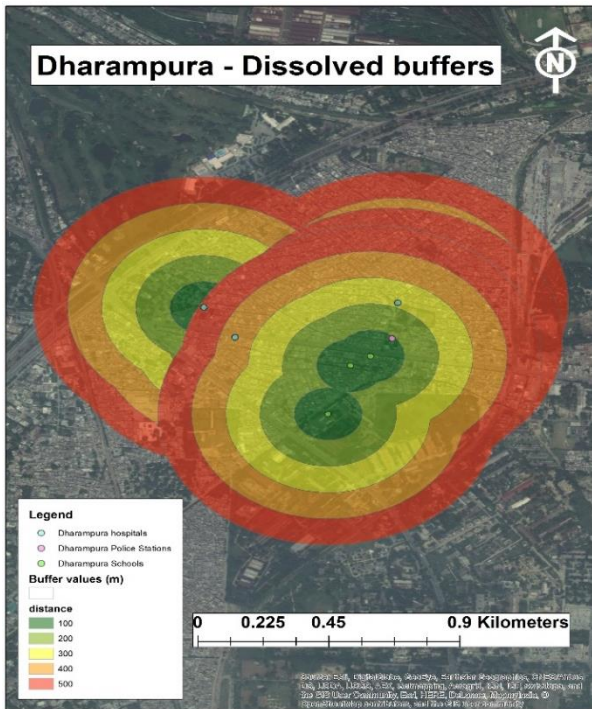 Dharampura - Dissolved buffers
N
Legend
Dharampura hospitals
Dharampura Police Stations
Dharampura Schools
Buffer values (m)
distance
100
200
300
400
500
0 0.225 0.45 0.9 Kilometers